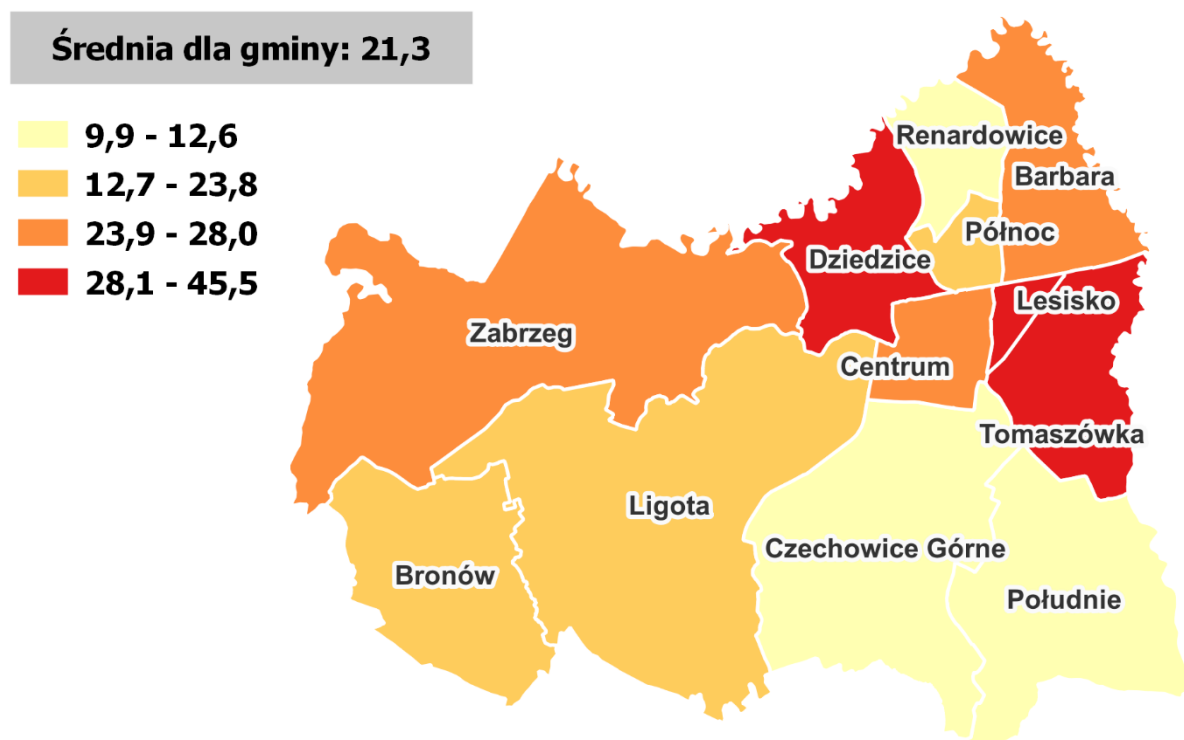 Średnia dla gminy: 21,3
9,9 - 12,6
12,7 - 23,8
23,9 - 28,0
28,1 - 45,5
Renardowice
Barbara
Północ
Dziedzice
Lesisko
Zabrzeg
Centrum
Tomaszówka
Ligota
Czechowice Górne
Bronów
Południe